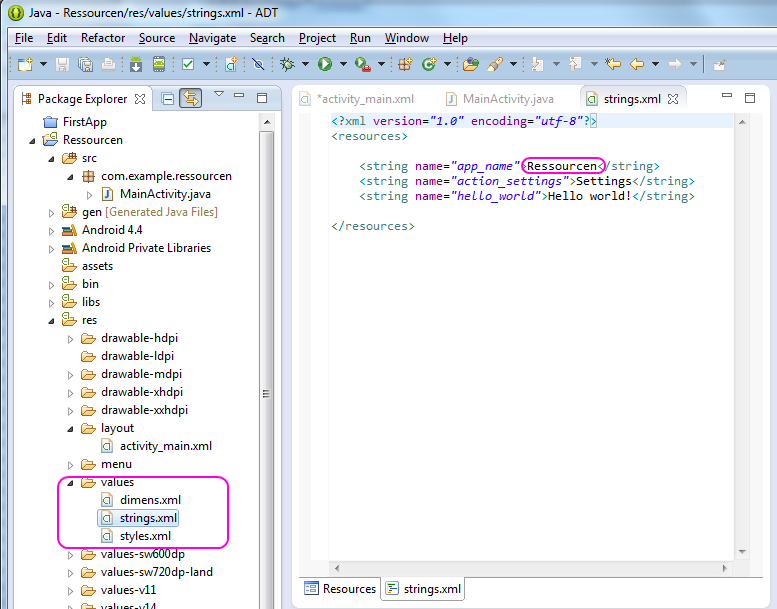 Java - Ressourcen/res/values/strings.xml - ADT
File Edit Refactor Source Navigate Search Project Run Window Help
Package Explorer
FirstApp
Ressourcen
src
com.example.ressourcen
MainActivity.java
gen [Generated Java Files]
Android 4.4
Android Private Libraries
assets
bin
libs
res
drawable-hdpi
drawable-ldpi
drawable-mdpi
drawable-xhdpi
drawable-xxhdpi
layout
activity_main.xml
menu
values
dimens.xml
strings.xml
styles.xml
values-sw600dp
values-sw720dp-land
values-v11
values-v14
*activity_main.xml MainActivity.java strings.xml
<?xml version="1.0" encoding="utf-8"?>
<resources>
<string name="app_name">Ressourcen</string>
<string name="action_settings">Settings</string>
<string name="hello_world">Hello world!</string>
</resources>
Resources strings.xml